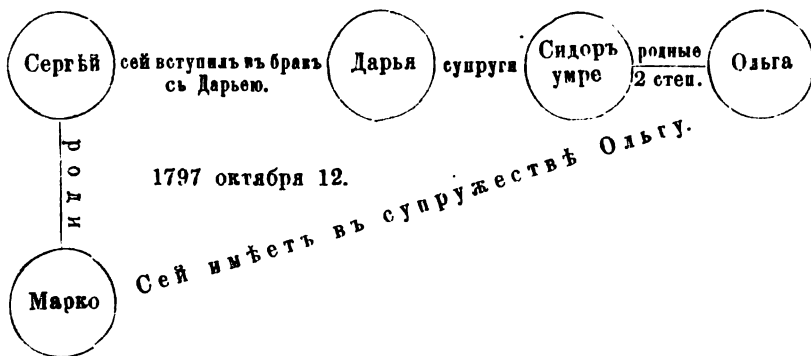 Сергѣй
сей вступилъ въ бракъ
съ Дарьею.
Дарья
супруги
Сидоръ
умре
родные
2 степ.
Ольга
роди
1797 октября 12.
Сей имѣетъ въ супружествѣ Ольгу.
Марко